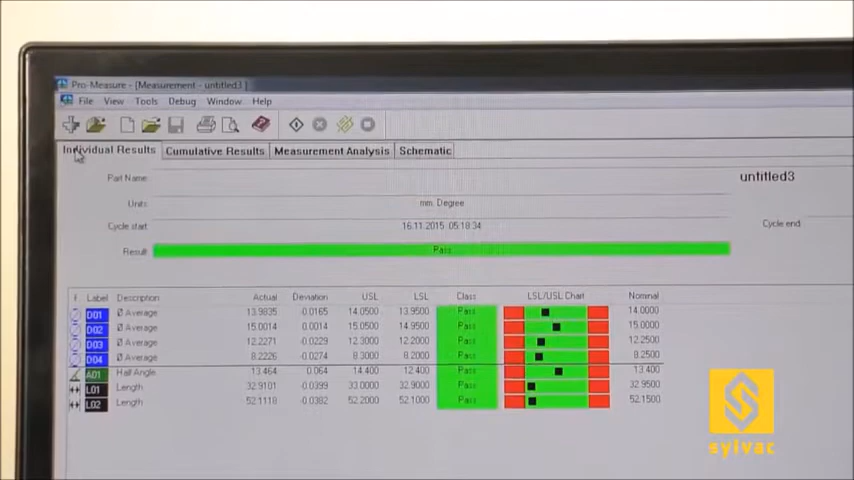 Pro-Measure - [Measurement - untitled3 ]
File View Tools Debug Window Help
Individual Results Cumulative Results Measurement Analysis Schematic
Part Name untitled3
Units mm. Degree
Cycle start 16.11.2015 05:18:34 Cycle end
Result Pass
Label Description Actual Deviation USL LSL Class LSL/USL Chart Nominal
D01 Ø Average 13.9835 -0.0165 14.0500 13.9500 Pass 14.0000
D02 Ø Average 15.0014 0.0014 15.0500 14.9500 Pass 15.0000
D03 Ø Average 12.2271 -0.0229 12.3000 12.2000 Pass 12.2500
D04 Ø Average 8.2226 -0.0274 8.3000 8.2000 Pass 8.2500
A01 Half Angle 13.464 0.064 14.400 12.400 Pass 13.400
L01 Length 32.9101 -0.0399 33.0000 32.9000 Pass 32.9500
L02 Length 52.1118 -0.0382 52.2000 52.1000 Pass 52.1500
sylvac